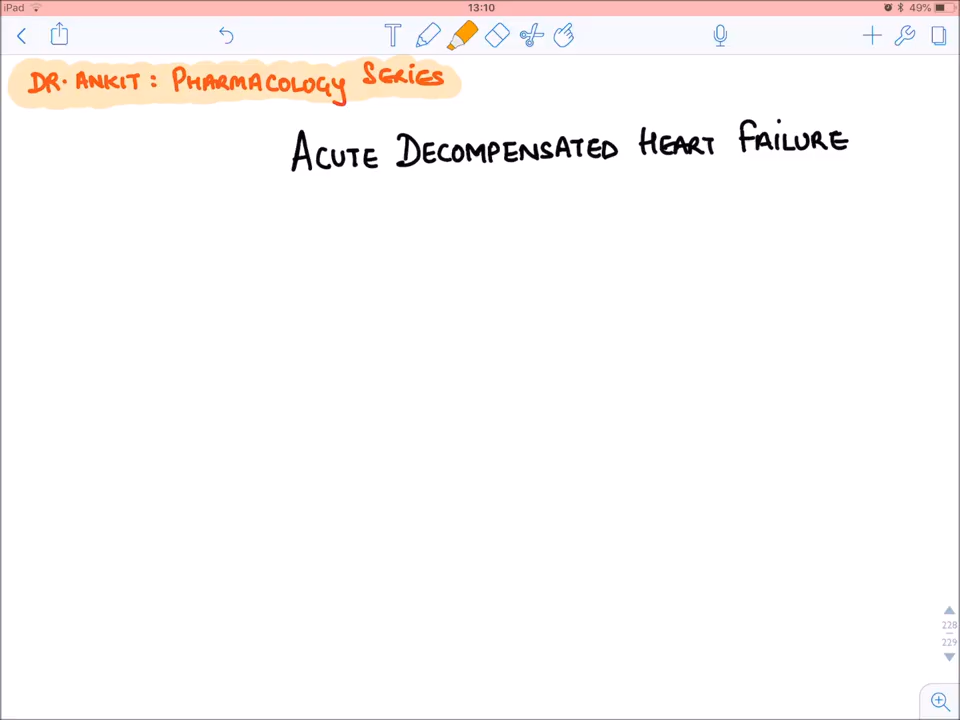 iPad 13:10 49%
DR. ANKIT: PHARMACOLOGY SERIES
ACUTE DECOMPENSATED HEART FAILURE
228
229